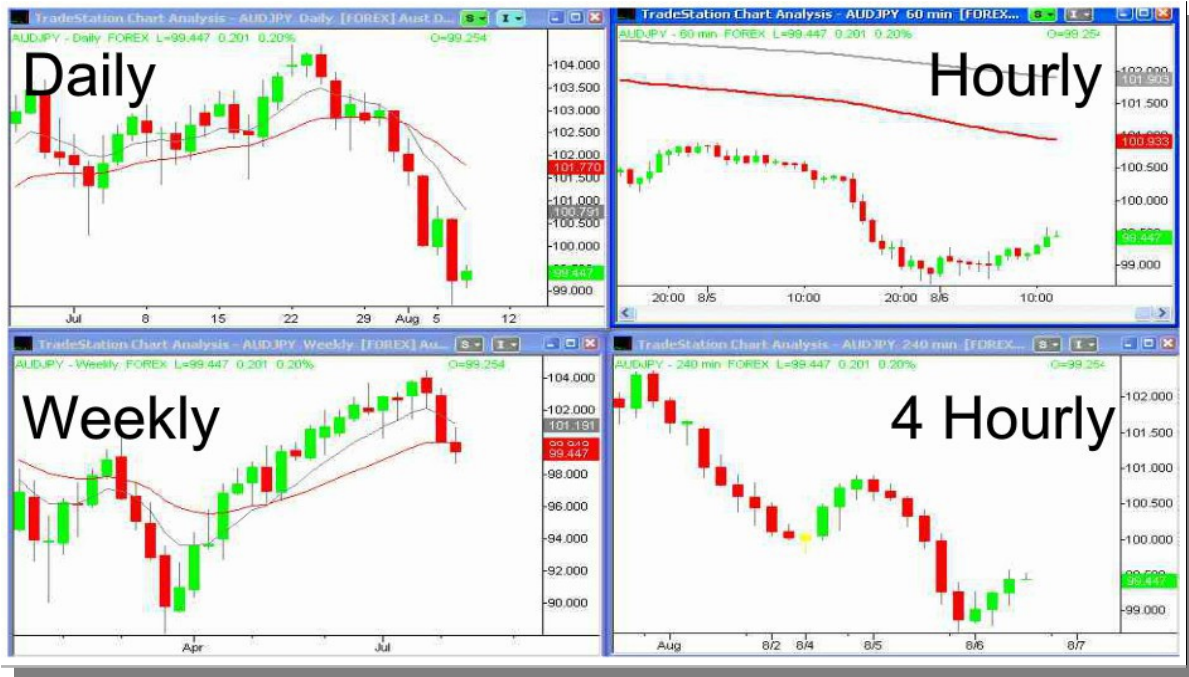 TradeStation Chart Analysis - AUDJPY Daily [FOREX] Aust D...
S
I
AUDJPY - Daily FOREX L=99.447 0.201 0.20% O=99.254
Daily
104.000
103.500
103.000
102.500
102.000
101.770
101.500
101.000
100.791
100.500
100.000
99.447
99.000
Jul 8 15 22 29 Aug 5 12
TradeStation Chart Analysis - AUDJPY 60 min [FOREX...
S
I
AUDJPY - 60 min FOREX L=99.447 0.201 0.20% O=99.254
Hourly
102.000
101.903
101.500
100.933
100.500
100.000
99.447
99.000
20:00 8/5 10:00 20:00 8/6 10:00
TradeStation Chart Analysis - AUDJPY Weekly [FOREX] Au...
S
I
AUDJPY - Weekly FOREX L=99.447 0.201 0.20% O=99.254
Weekly
104.000
102.000
101.191
99.447
98.000
96.000
94.000
92.000
90.000
Apr Jul
TradeStation Chart Analysis - AUDJPY 240 min [FOREX...
S
I
AUDJPY - 240 min FOREX L=99.447 0.201 0.20% O=99.254
4 Hourly
102.000
101.500
101.000
100.500
100.000
99.447
99.000
Aug 8/2 8/4 8/5 8/6 8/7